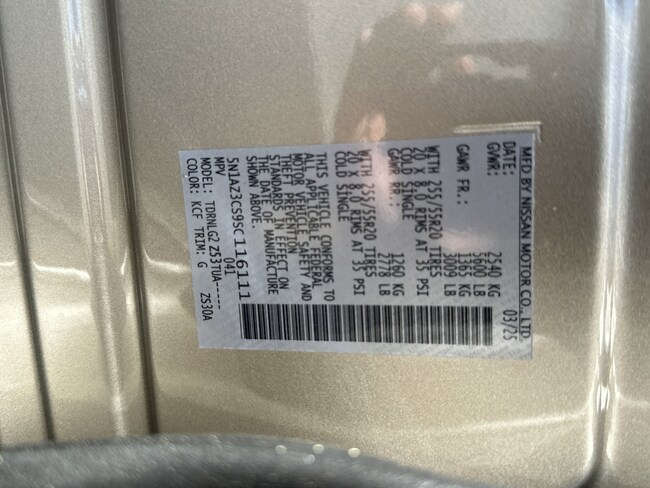 MFD BY NISSAN MOTOR CO., LTD.
DATE: 03/25
GVWR: 2540 KG
5600 LB
GAWR FR.: 1365 KG
3009 LB
WITH 255/55R20 TIRES
20 X 8.0 RIMS AT 35 PSI
COLD SINGLE
GAWR RR.: 1260 KG
2778 LB
WITH 255/55R20 TIRES
20 X 8.0 RIMS AT 35 PSI
COLD SINGLE
THIS VEHICLE CONFORMS TO
ALL APPLICABLE FEDERAL
MOTOR VEHICLE SAFETY AND
THEFT PREVENTION
STANDARDS IN EFFECT ON
THE DATE OF MANUFACTURE
SHOWN ABOVE.
5N1AZ3CS9SC116111
MPV 041
MODEL: TDRNLG2 Z53TUA-----
COLOR: KCF TRIM: G ZS30A